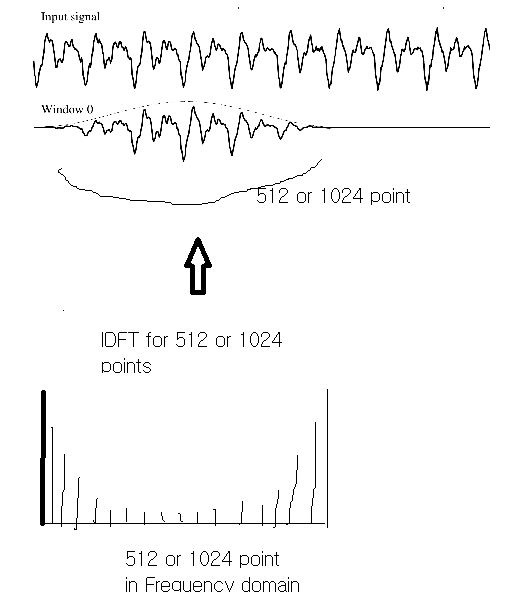 Input signal
Window 0
512 or 1024 point
IDFT for 512 or 1024
points
512 or 1024 point
in Frequency domain